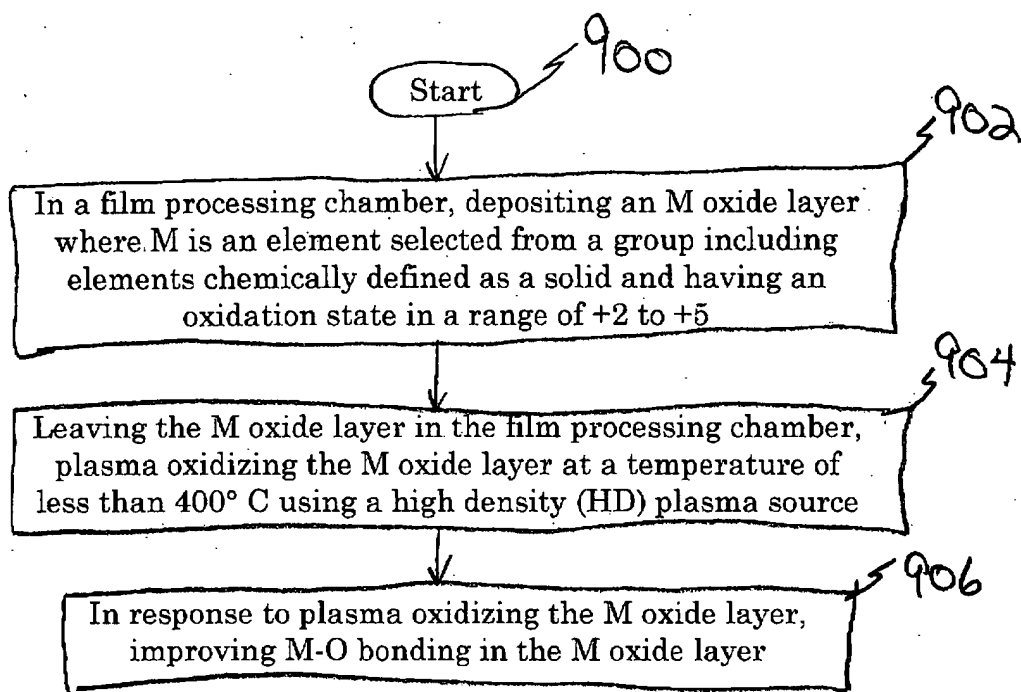 900
Start
902
In a film processing chamber, depositing an M oxide layer
where M is an element selected from a group including
elements chemically defined as a solid and having an
oxidation state in a range of +2 to +5
904
Leaving the M oxide layer in the film processing chamber,
plasma oxidizing the M oxide layer at a temperature of
less than 400° C using a high density (HD) plasma source
906
In response to plasma oxidizing the M oxide layer,
improving M-O bonding in the M oxide layer